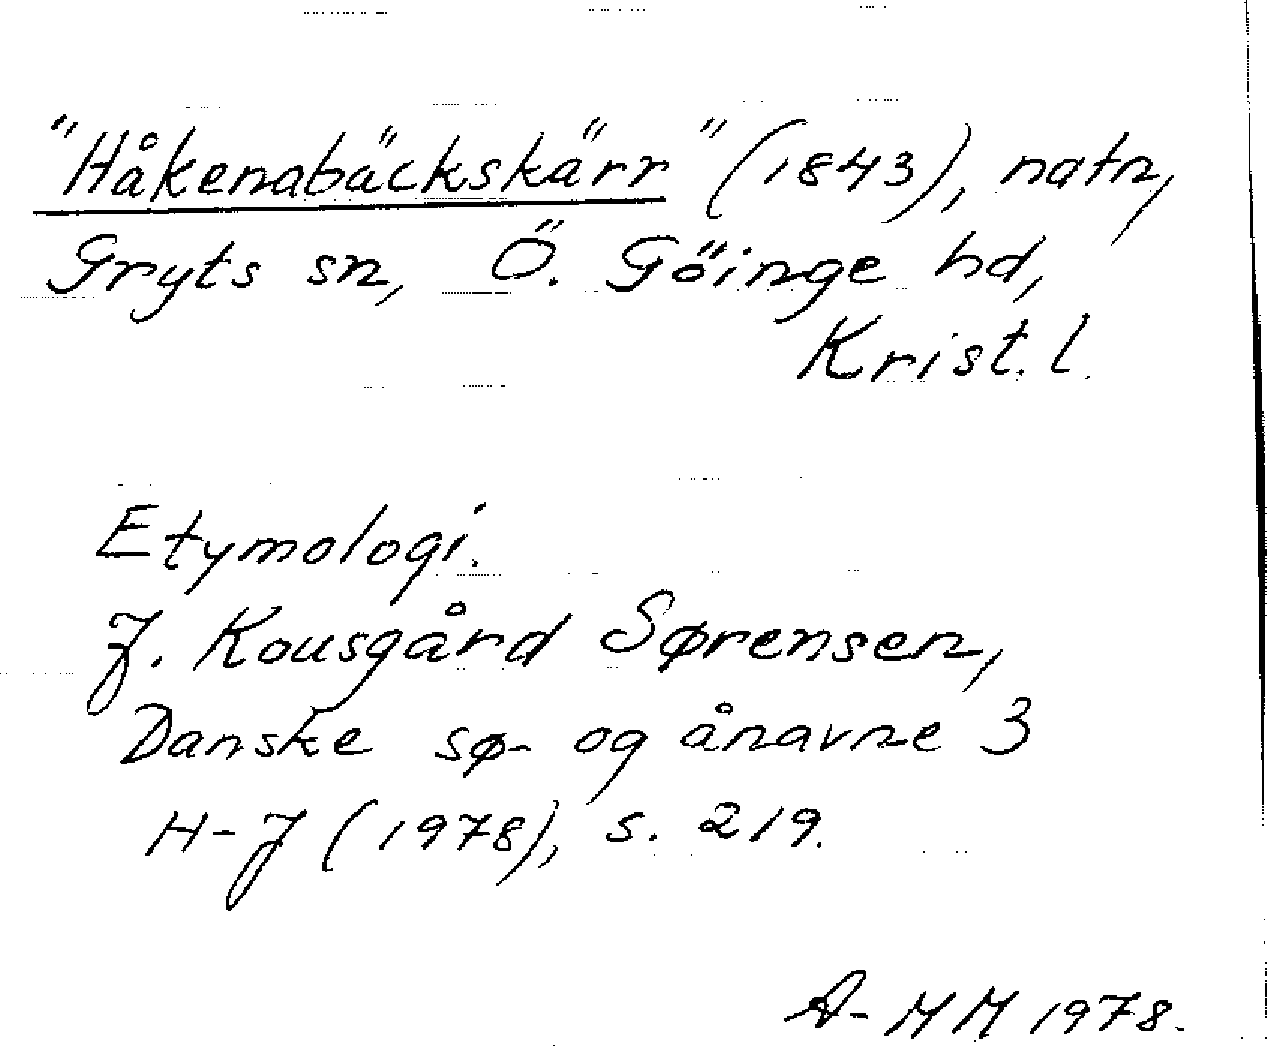 "Håkenabäckskärr" (1843), natn,
Gryts sn, Ö. Göinge hd,
Krist. l.
Etymologi.
J. Kousgård Sørensen,
Danske sø- og ånavne 3
H-J (1978), s. 219.
A-MM 1978.